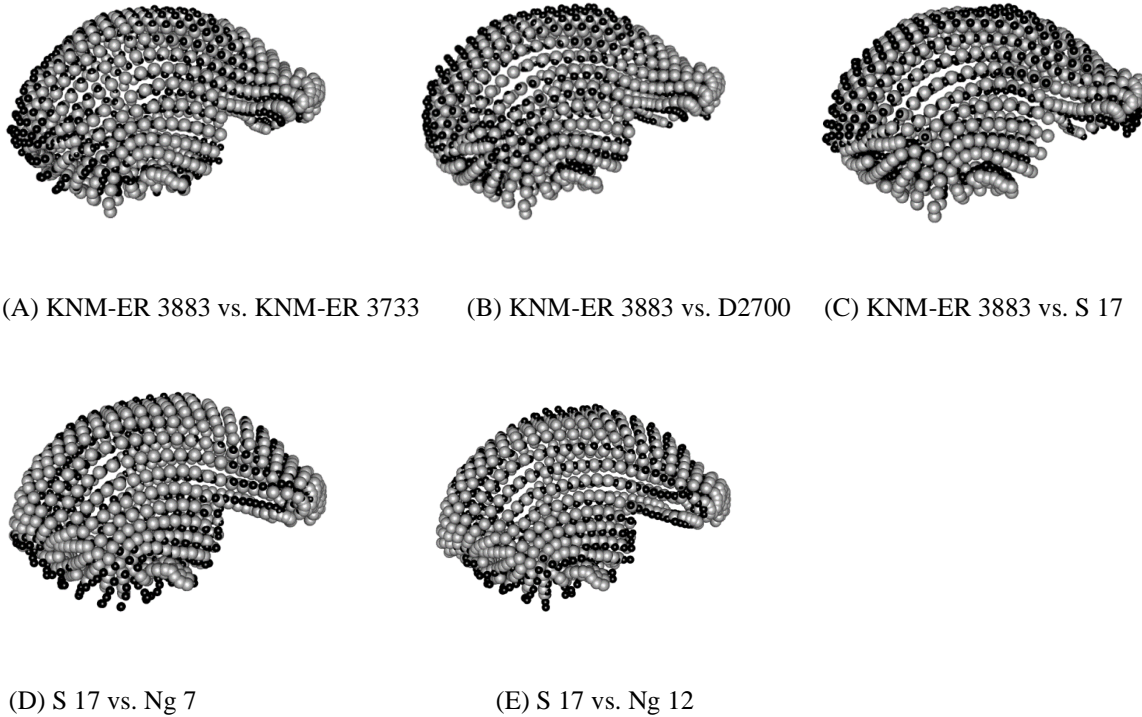 (A) KNM-ER 3883 vs. KNM-ER 3733 (B) KNM-ER 3883 vs. D2700 (C) KNM-ER 3883 vs. S 17
(D) S 17 vs. Ng 7 (E) S 17 vs. Ng 12